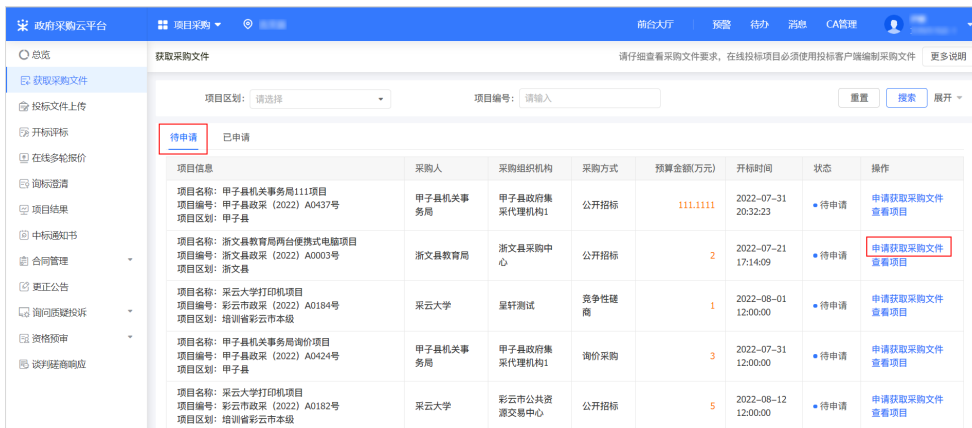 政府采购云平台
项目采购
前台大厅 预警 待办 消息 CA管理
总览
获取采购文件
投标文件上传
开标评标
在线多轮报价
询标澄清
项目结果
中标通知书
合同管理
更正公告
询问质疑投诉
资格预审
谈判磋商响应
获取采购文件
请仔细查看采购文件要求，在线投标项目必须使用投标客户端编制采购文件 更多说明
项目区划： 请选择 项目编号： 请输入 重置 搜索 展开
待申请 已申请
项目信息 采购人 采购组织机构 采购方式 预算金额(万元) 开标时间 状态 操作
项目名称：甲子县机关事务局111项目
项目编号：甲子县政采（2022）A0437号
项目区划：甲子县
甲子县机关事
务局
甲子县政府集
采代理机构1
公开招标
111.1111
2022-07-31
20:32:23
待申请
申请获取采购文件
查看项目
项目名称：浙文县教育局两台便携式电脑项目
项目编号：浙文县政采（2022）A0003号
项目区划：浙文县
浙文县教育局
浙文县采购中
心
公开招标
2
2022-07-21
17:14:09
待申请
申请获取采购文件
查看项目
项目名称：采云大学打印机项目
项目编号：彩云市政采（2022）A0184号
项目区划：培训省彩云市本级
采云大学
呈轩测试
竞争性磋
商
1
2022-08-01
12:00:00
待申请
申请获取采购文件
查看项目
项目名称：甲子县机关事务局询价项目
项目编号：甲子县政采（2022）A0424号
项目区划：甲子县
甲子县机关事
务局
甲子县政府集
采代理机构1
询价采购
3
2022-07-31
12:00:00
待申请
申请获取采购文件
查看项目
项目名称：采云大学打印机项目
项目编号：彩云市政采（2022）A0182号
项目区划：培训省彩云市本级
采云大学
彩云市公共资
源交易中心
公开招标
5
2022-08-12
12:00:00
待申请
申请获取采购文件
查看项目